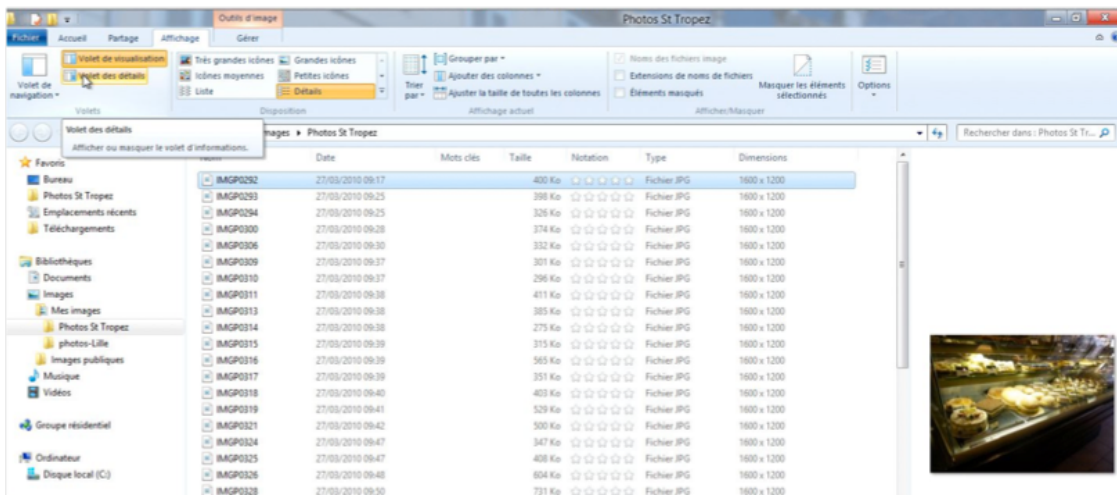 Outils d'image
Photos St Tropez
Fichier Accueil Partage Affichage Gérer
Volet de navigation
Volet de visualisation
Volet des détails
Volets
Très grandes icônes Grandes icônes
Icônes moyennes Petites icônes
Liste Détails
Disposition
Trier par
Grouper par
Ajouter des colonnes
Ajuster la taille de toutes les colonnes
Affichage actuel
Noms des fichiers image
Extensions de noms de fichiers
Éléments masqués
Masquer les éléments sélectionnés
Afficher/Masquer
Options
Volet des détails
Afficher ou masquer le volet d'informations.
mages Photos St Tropez
Rechercher dans : Photos St Tr...
Favoris
Bureau
Photos St Tropez
Emplacements récents
Téléchargements
Bibliothèques
Documents
Images
Mes images
Photos St Tropez
photos-Lille
Images publiques
Musique
Vidéos
Groupe résidentiel
Ordinateur
Disque local (C:)
Nom Date Mots clés Taille Notation Type Dimensions
IMGP0292 27/03/2010 09:17 400 Ko Fichier JPG 1600 x 1200
IMGP0293 27/03/2010 09:25 398 Ko Fichier JPG 1600 x 1200
IMGP0294 27/03/2010 09:25 326 Ko Fichier JPG 1600 x 1200
IMGP0300 27/03/2010 09:28 374 Ko Fichier JPG 1600 x 1200
IMGP0306 27/03/2010 09:30 332 Ko Fichier JPG 1600 x 1200
IMGP0309 27/03/2010 09:37 301 Ko Fichier JPG 1600 x 1200
IMGP0310 27/03/2010 09:37 296 Ko Fichier JPG 1600 x 1200
IMGP0311 27/03/2010 09:38 411 Ko Fichier JPG 1600 x 1200
IMGP0313 27/03/2010 09:38 385 Ko Fichier JPG 1600 x 1200
IMGP0314 27/03/2010 09:38 275 Ko Fichier JPG 1600 x 1200
IMGP0315 27/03/2010 09:39 315 Ko Fichier JPG 1600 x 1200
IMGP0316 27/03/2010 09:39 565 Ko Fichier JPG 1600 x 1200
IMGP0317 27/03/2010 09:39 351 Ko Fichier JPG 1600 x 1200
IMGP0318 27/03/2010 09:40 403 Ko Fichier JPG 1600 x 1200
IMGP0319 27/03/2010 09:41 529 Ko Fichier JPG 1600 x 1200
IMGP0321 27/03/2010 09:42 500 Ko Fichier JPG 1600 x 1200
IMGP0324 27/03/2010 09:47 347 Ko Fichier JPG 1600 x 1200
IMGP0325 27/03/2010 09:47 408 Ko Fichier JPG 1600 x 1200
IMGP0326 27/03/2010 09:48 604 Ko Fichier JPG 1600 x 1200
IMGP0328 27/03/2010 09:50 731 Ko Fichier JPG 1600 x 1200